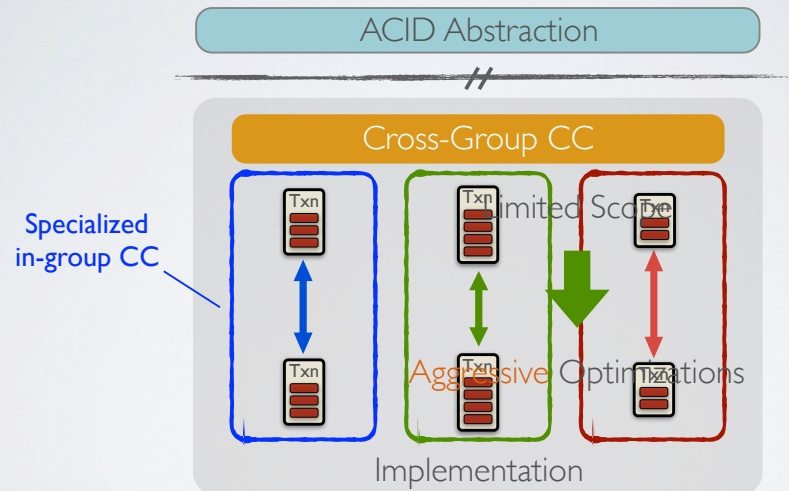 ACID Abstraction
Cross-Group CC
Txn
Txn
Txn
Limited Scope
Specialized
in-group CC
Txn
Txn
Txn
Aggressive Optimizations
Implementation